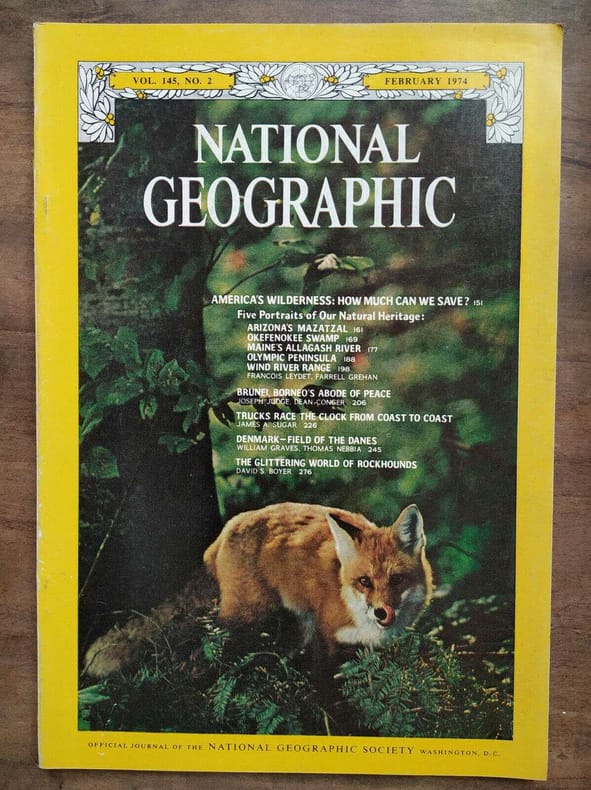 VOL. 145, NO. 2 FEBRUARY 1974
NATIONAL
GEOGRAPHIC
AMERICA'S WILDERNESS: HOW MUCH CAN WE SAVE? 151
Five Portraits of Our Natural Heritage:
ARIZONA'S MAZATZAL 161
OKEFENOKEE SWAMP 169
MAINE'S ALLAGASH RIVER 177
OLYMPIC PENINSULA 188
WIND RIVER RANGE 198
FRANCOIS LEYDET, FARRELL GREHAN
BRUNEI, BORNEO'S ABODE OF PEACE
JOSEPH JUDGE, DEAN CONGER 206
TRUCKS RACE THE CLOCK FROM COAST TO COAST
JAMES A. SUGAR 226
DENMARK—FIELD OF THE DANES
WILLIAM GRAVES, THOMAS NEBBIA 245
THE GLITTERING WORLD OF ROCKHOUNDS
DAVID S. BOYER 276
OFFICIAL JOURNAL OF THE NATIONAL GEOGRAPHIC SOCIETY WASHINGTON, D.C.